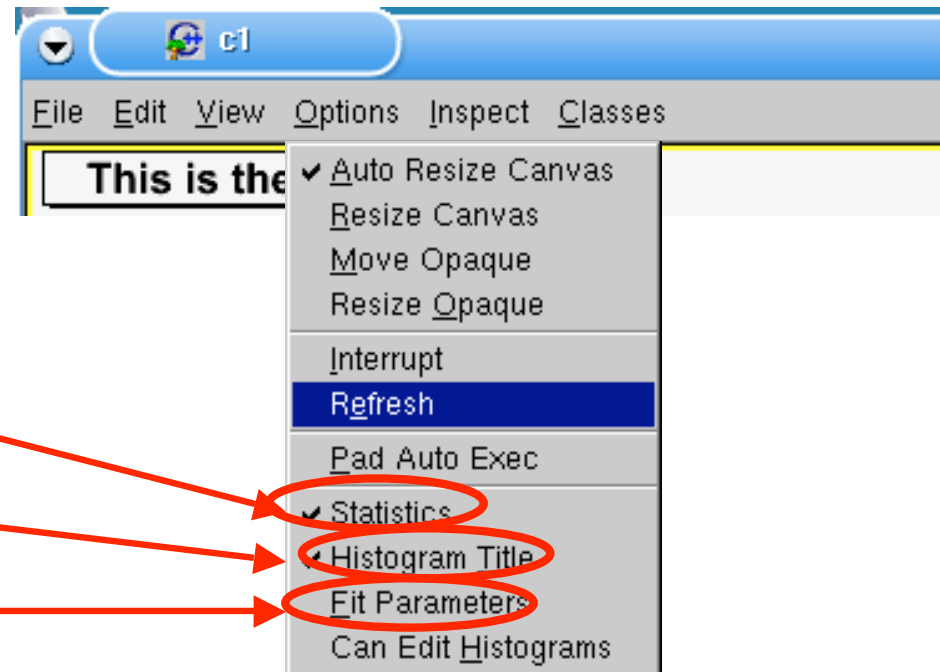 c1
File Edit View Options Inspect Classes
This is the
Auto Resize Canvas
Resize Canvas
Move Opaque
Resize Opaque
Interrupt
Refresh
Pad Auto Exec
Statistics
Histogram Title
Fit Parameters
Can Edit Histograms